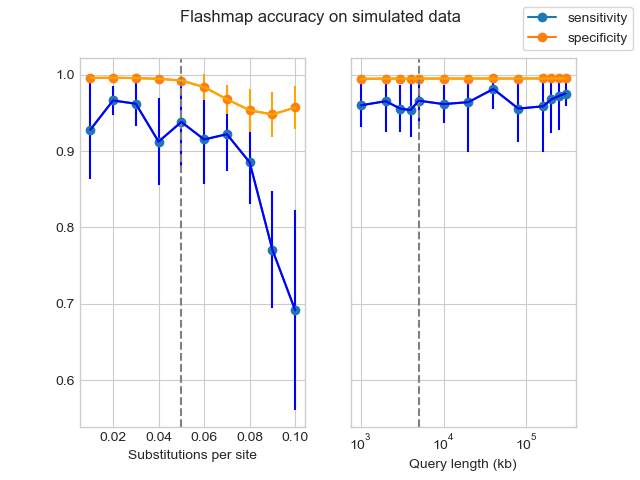 Flashmap accuracy on simulated data
sensitivity
specificity
1.0
0.9
0.8
0.7
0.6
0.02 0.04 0.06 0.08 0.10
Substitutions per site
10³ 10⁴ 10⁵
Query length (kb)